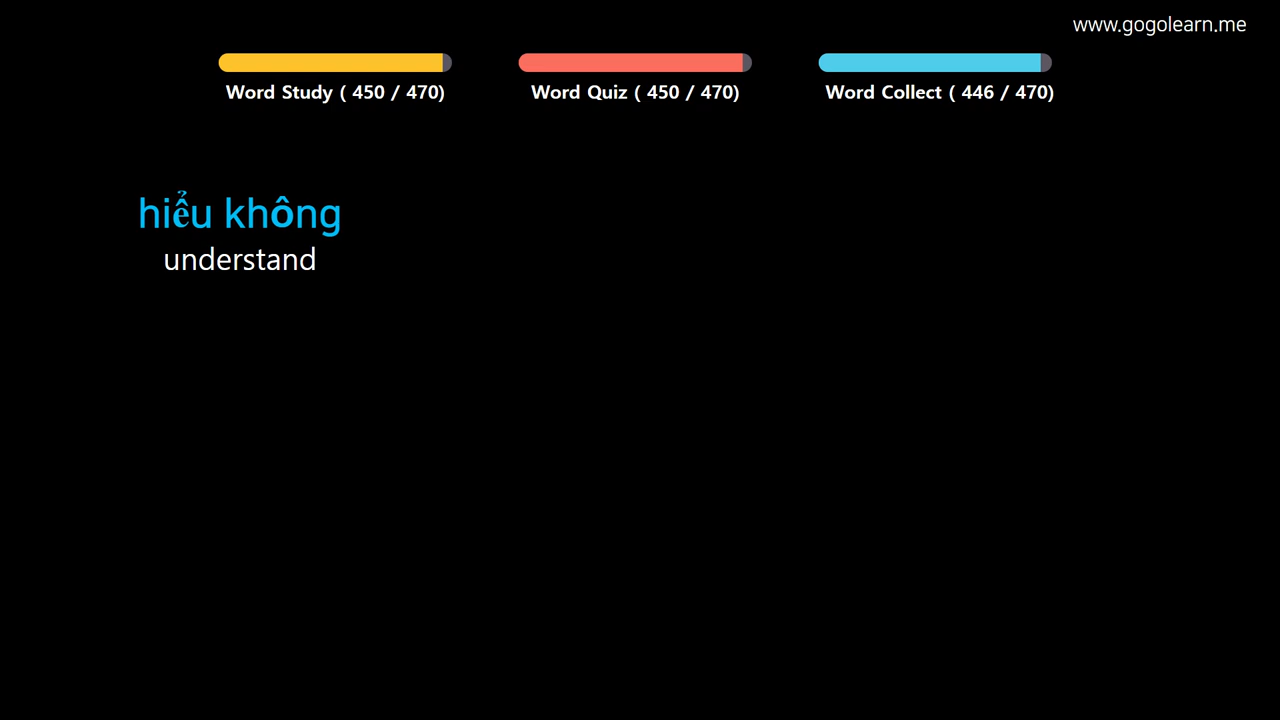 www.gogolearn.me
Word Study ( 450 / 470)
Word Quiz ( 450 / 470)
Word Collect ( 446 / 470)
hiểu không
understand